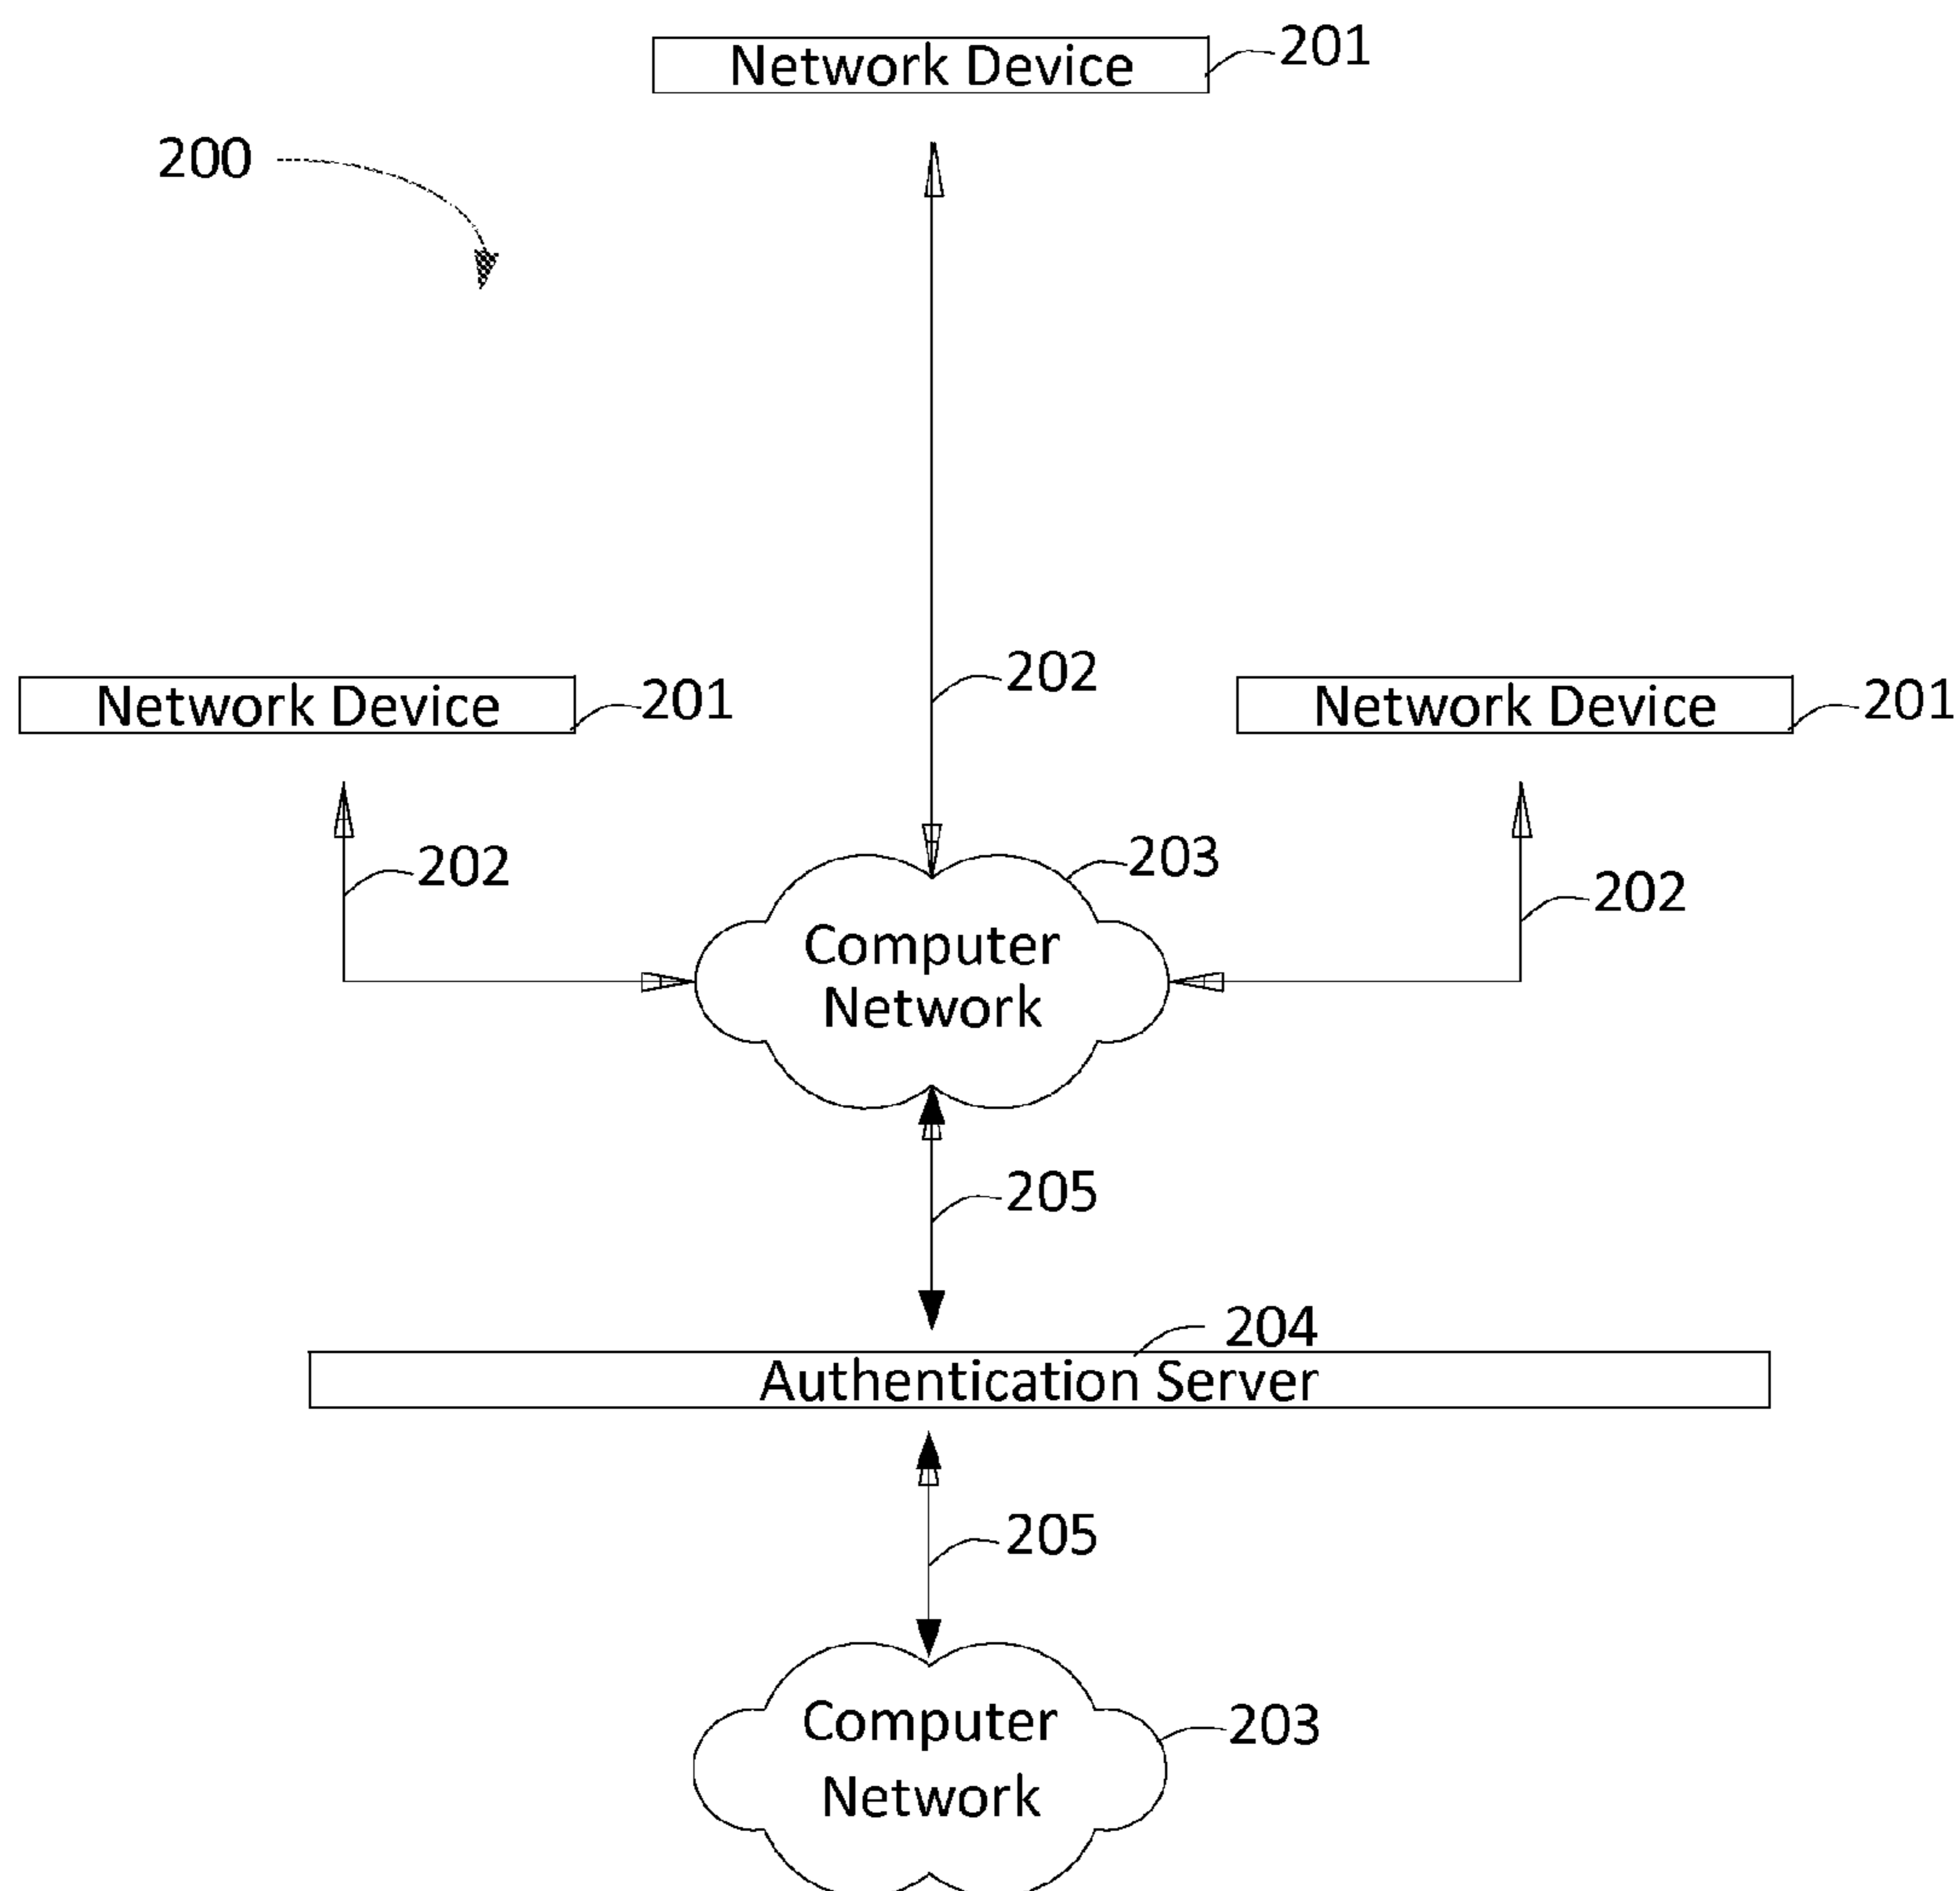 Network Device
201
200
202
Network Device
201
Network Device
201
202
203
202
Computer
Network
205
204
Authentication Server
205
Computer
Network
203